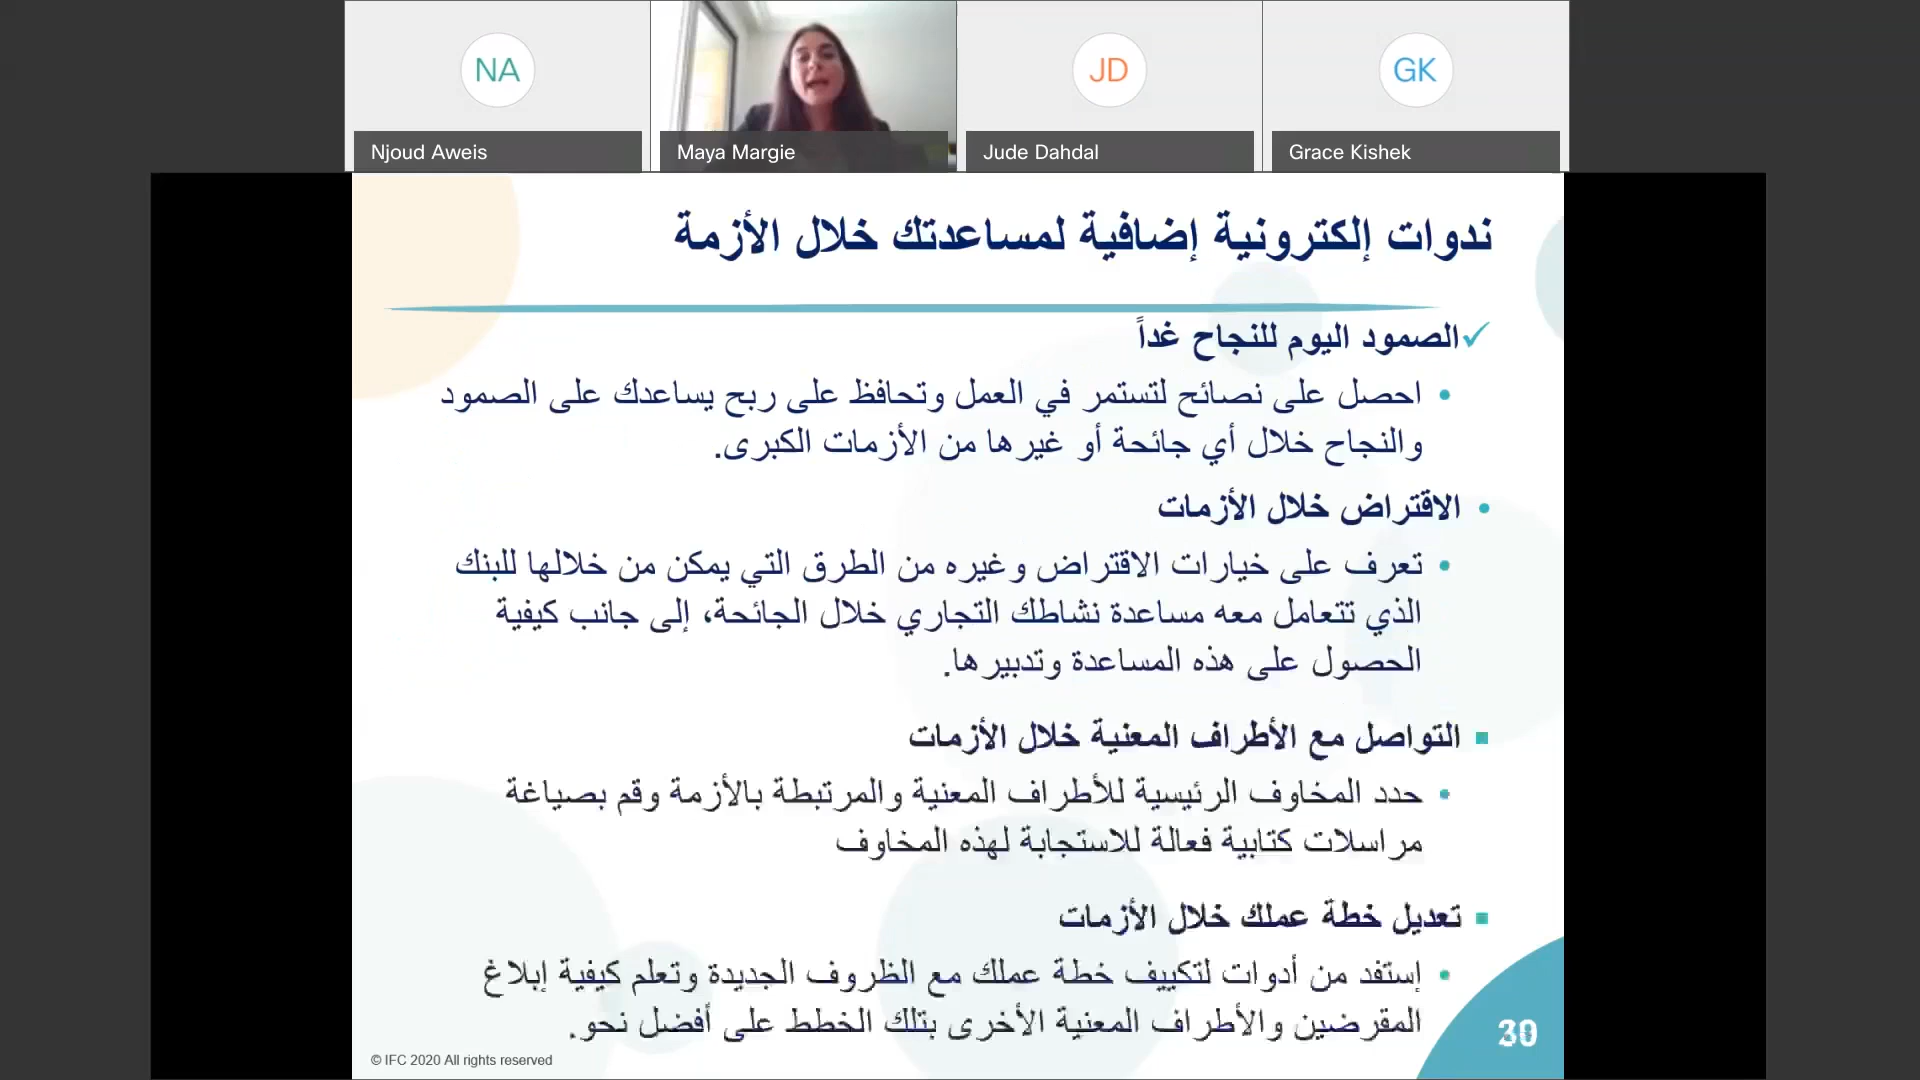 NA
JD
GK
Njoud Aweis
Maya Margie
Jude Dahdal
Grace Kishek
ندوات إلكترونية إضافية لمساعدتك خلال الأزمة
✓ الصمود اليوم للنجاح غداً
• احصل على نصائح لتستمر في العمل وتحافظ على ربح يساعدك على الصمود
والنجاح خلال أي جائحة أو غيرها من الأزمات الكبرى.
• الاقتراض خلال الأزمات
• تعرف على خيارات الاقتراض وغيره من الطرق التي يمكن من خلالها للبنك
الذي تتعامل معه مساعدة نشاطك التجاري خلال الجائحة، إلى جانب كيفية
الحصول على هذه المساعدة وتدبيرها.
▪ التواصل مع الأطراف المعنية خلال الأزمات
• حدد المخاوف الرئيسية للأطراف المعنية والمرتبطة بالأزمة وقم بصياغة
مراسلات كتابية فعالة للاستجابة لهذه المخاوف
▪ تعديل خطة عملك خلال الأزمات
• إستفد من أدوات لتكييف خطة عملك مع الظروف الجديدة وتعلم كيفية إبلاغ
المقرضين والأطراف المعنية الأخرى بتلك الخطط على أفضل نحو.
30
© IFC 2020 All rights reserved